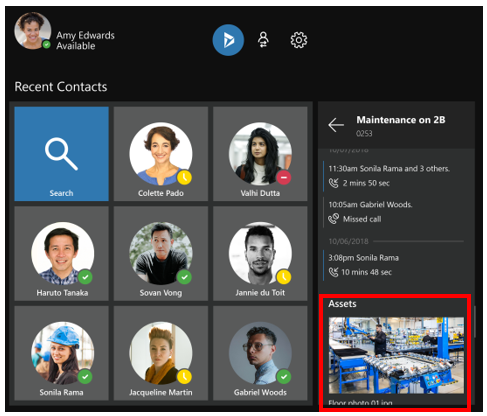 Amy Edwards
Available
Recent Contacts
Search
Colette Pado
Valhi Dutta
Haruto Tanaka
Sovan Vong
Jannie du Toit
Sonila Rama
Jacqueline Martin
Gabriel Woods
Maintenance on 2B
0253
10/07/2018
11:30am Sonila Rama and 3 others.
2 mins 50 sec
10:05am Gabriel Woods.
Missed call
10/06/2018
3:08pm Sonila Rama
10 mins 48 sec
Assets
Floor photo 01.jpg